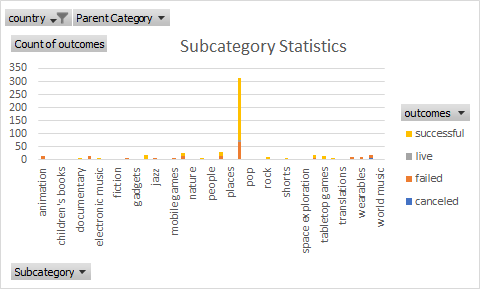 country Parent Category
Count of outcomes
Subcategory Statistics
350
300
250
200
150
100
50
0
animation
children's books
documentary
electronic music
fiction
gadgets
jazz
mobile games
nature
people
places
pop
rock
shorts
space exploration
tabletop games
translations
wearables
world music
outcomes
successful
live
failed
canceled
Subcategory